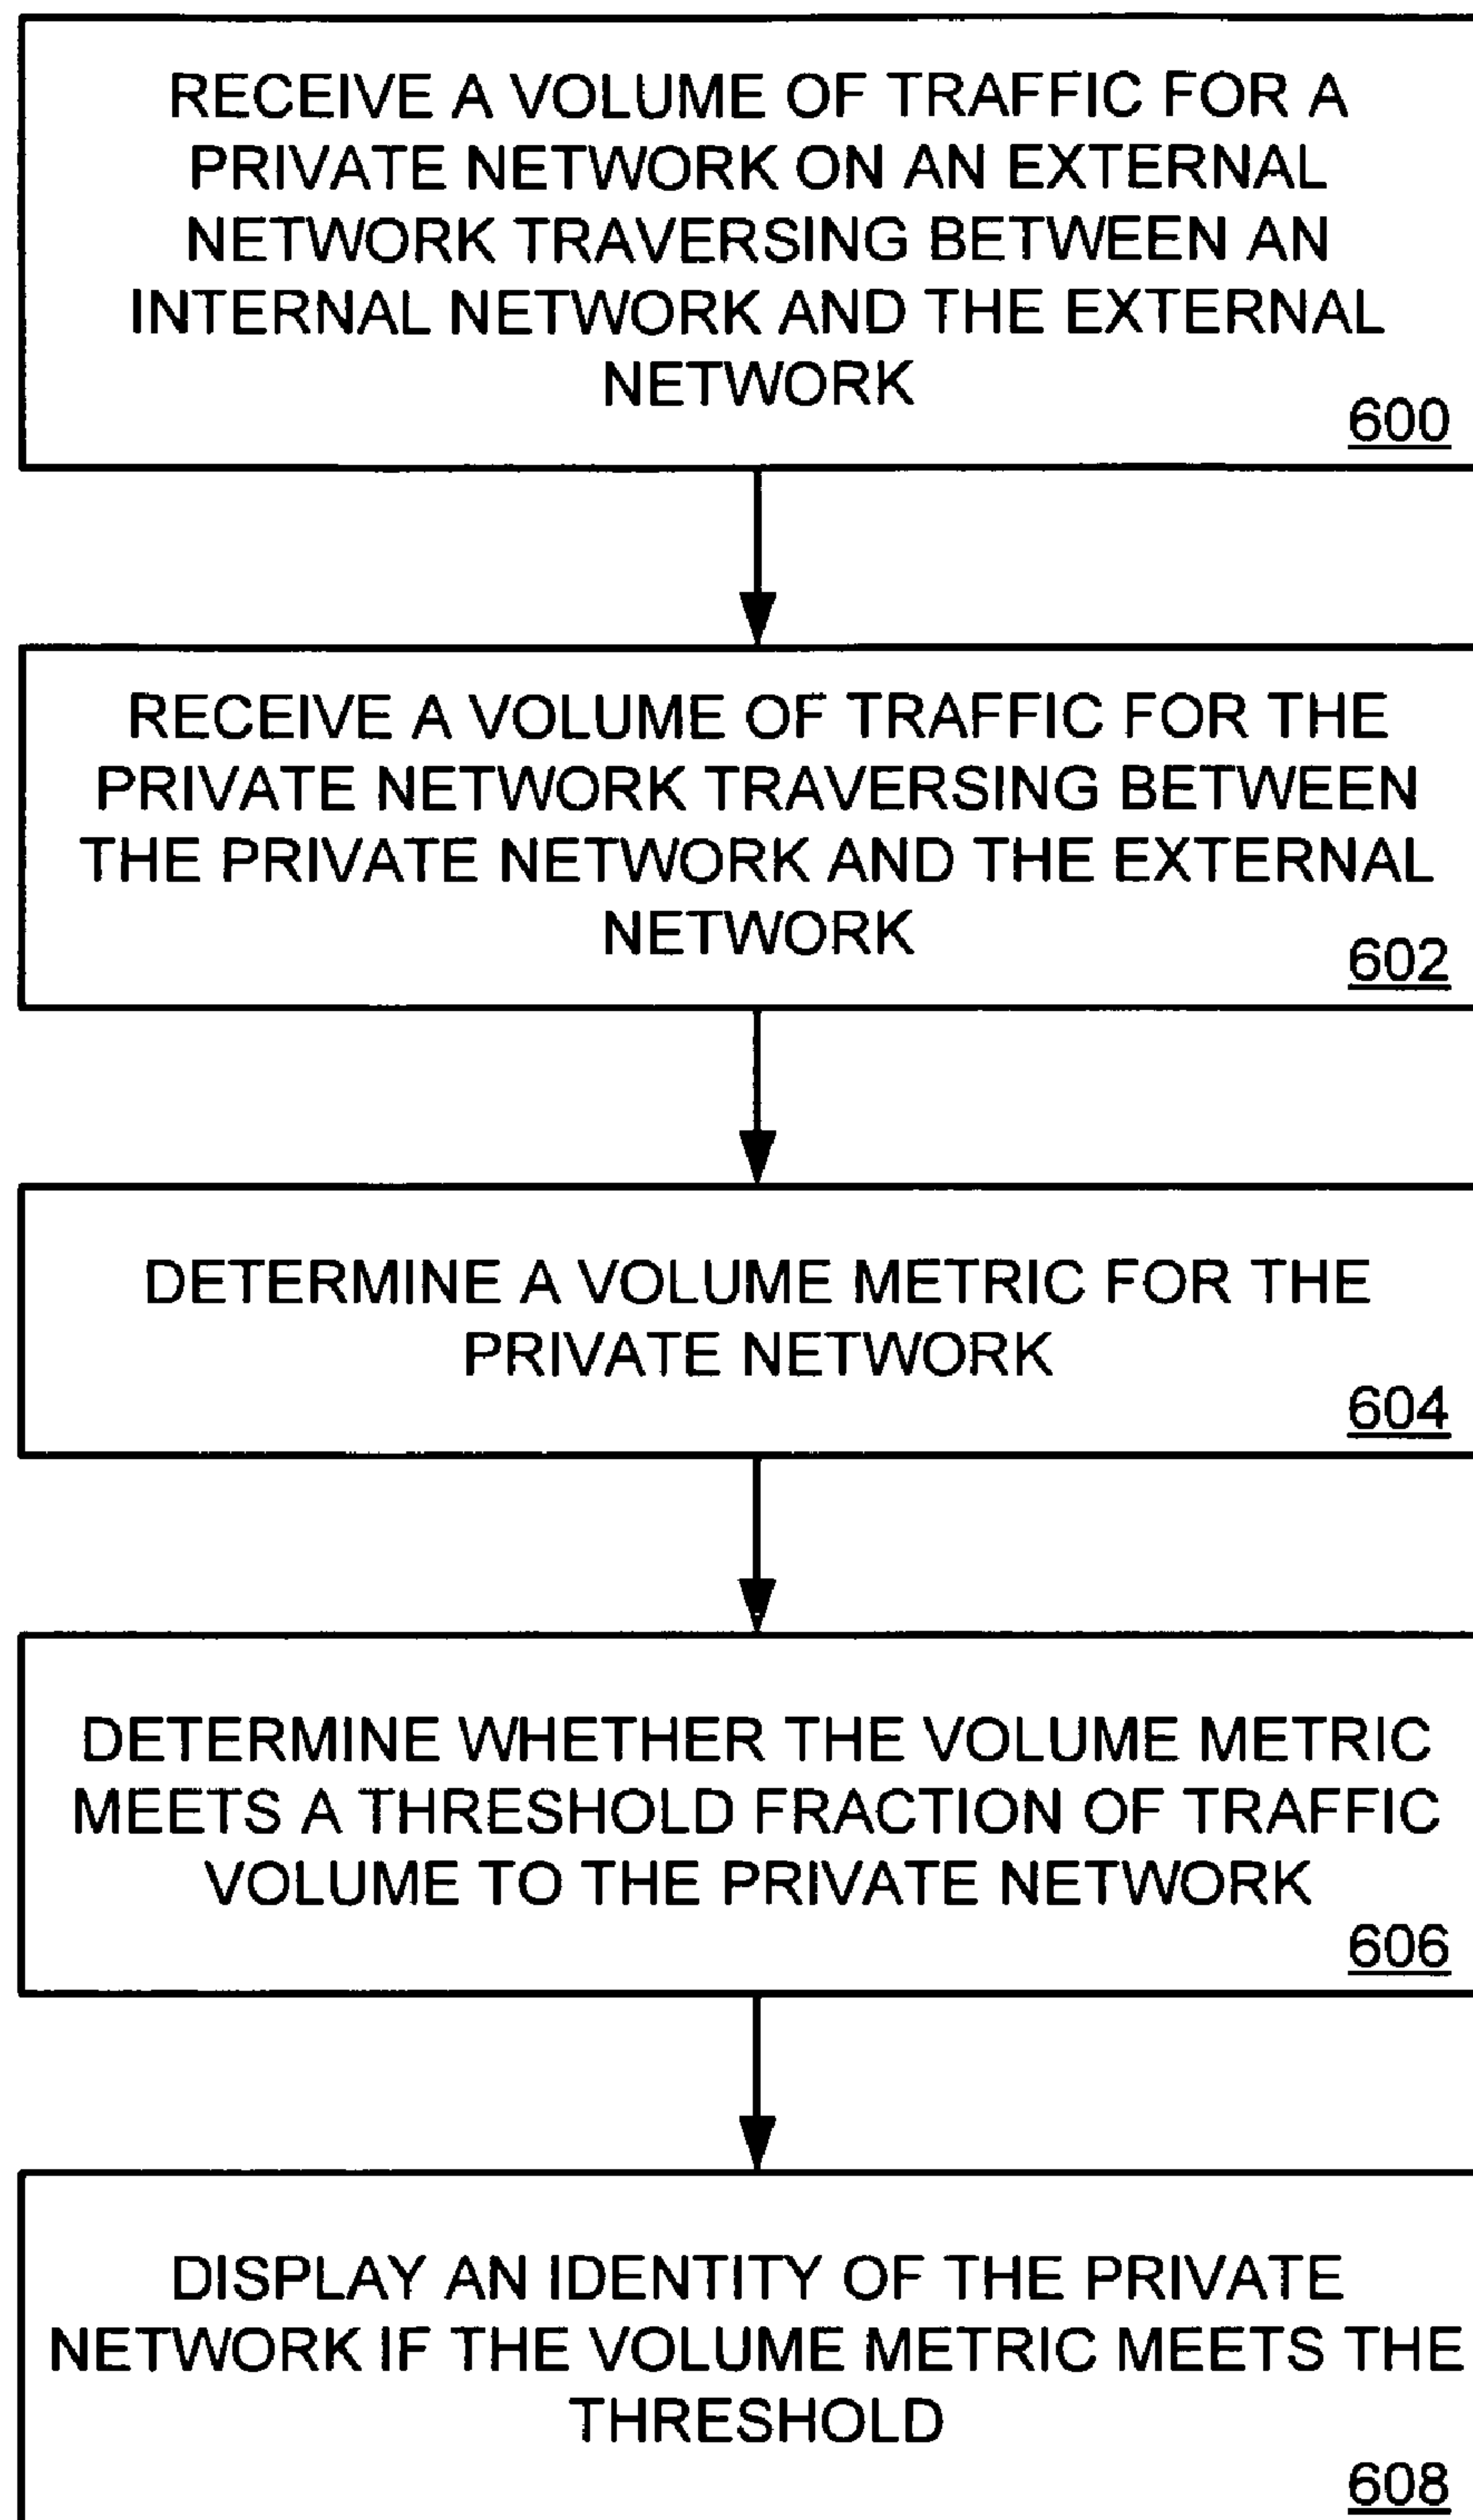 RECEIVE A VOLUME OF TRAFFIC FOR A
PRIVATE NETWORK ON AN EXTERNAL
NETWORK TRAVERSING BETWEEN AN
INTERNAL NETWORK AND THE EXTERNAL
NETWORK
600
RECEIVE A VOLUME OF TRAFFIC FOR THE
PRIVATE NETWORK TRAVERSING BETWEEN
THE PRIVATE NETWORK AND THE EXTERNAL
NETWORK
602
DETERMINE A VOLUME METRIC FOR THE
PRIVATE NETWORK
604
DETERMINE WHETHER THE VOLUME METRIC
MEETS A THRESHOLD FRACTION OF TRAFFIC
VOLUME TO THE PRIVATE NETWORK
606
DISPLAY AN IDENTITY OF THE PRIVATE
NETWORK IF THE VOLUME METRIC MEETS THE
THRESHOLD
608